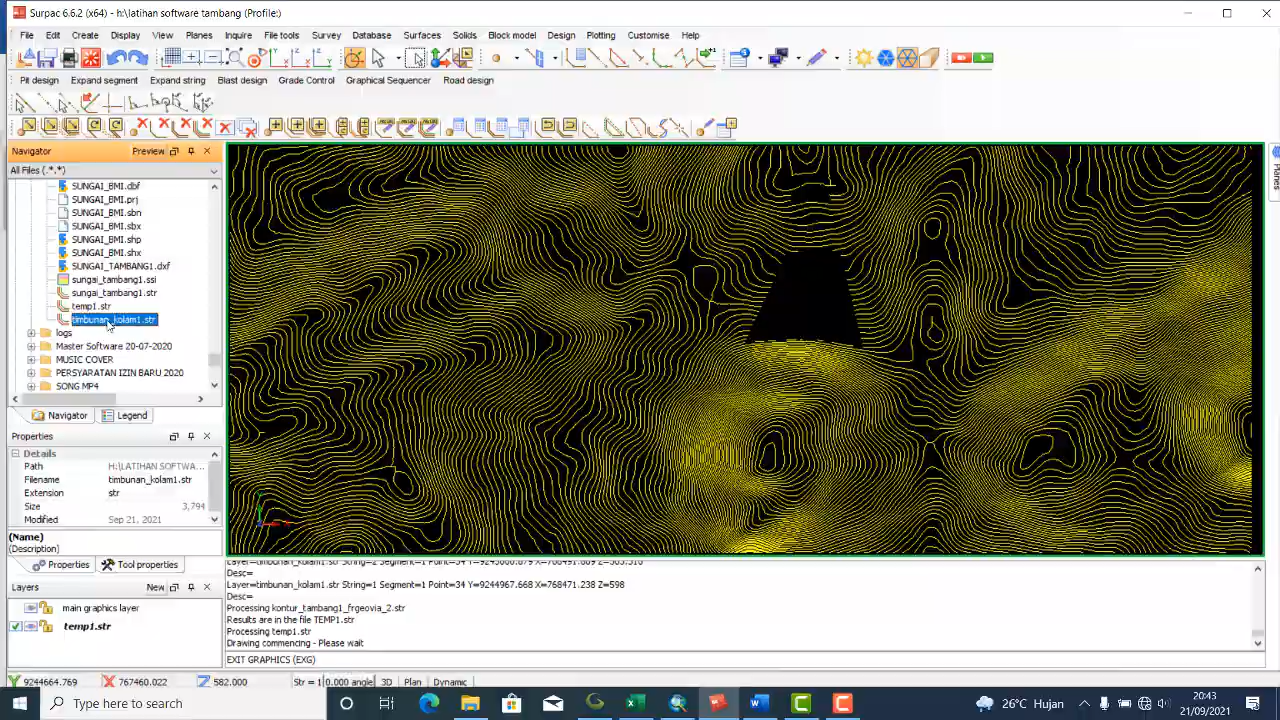 Surpac 6.6.2 (x64) - h:\latihan software tambang (Profile:)
File Edit Create Display View Planes Inquire File tools Survey Database Surfaces Solids Block model Design Plotting Customise Help
Pit design Expand segment Expand string Blast design Grade Control Graphical Sequencer Road design
Navigator Preview
All Files (.*.*)
SUNGAI_BMI.dbf
SUNGAI_BMI.prj
SUNGAI_BMI.sbn
SUNGAI_BMI.sbx
SUNGAI_BMI.shp
SUNGAI_BMI.shx
SUNGAI_TAMBANG1.dxf
sungai_tambang1.ssi
sungai_tambang1.str
temp1.str
timbunan_kolam1.str
logs
Master Software 20-07-2020
MUSIC COVER
PERSYARATAN IZIN BARU 2020
SONG MP4
Navigator Legend
Properties
Details
Path H:\LATIHAN SOFTWA...
Filename timbunan_kolam1.str
Extension str
Size 3,794
Modified Sep 21, 2021
(Name)
(Description)
Properties Tool properties
Layers New
main graphics layer
temp1.str
Planes
Desc=
Layer=timbunan_kolam1.str String=1 Segment=1 Point=34 Y=9244967.668 X=768471.238 Z=598
Desc=
Processing kontur_tambang1_frgeovia_2.str
Results are in the file TEMP1.str
Processing temp1.str
Drawing commencing - Please wait
EXIT GRAPHICS (EXG)
9244664.769 767460.022 582.000 Str = 1 0.000 angle 3D Plan Dynamic
Type here to search
26°C Hujan
20:43
21/09/2021